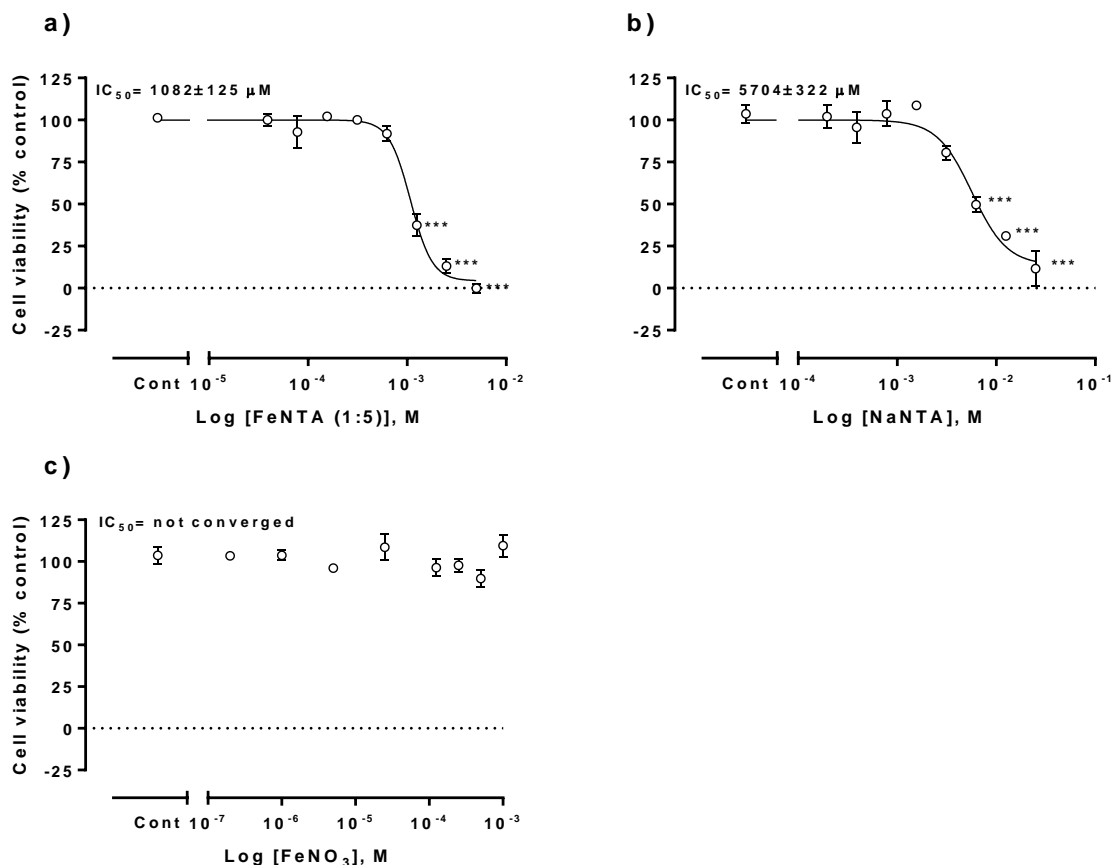 a)
IC50= 1082±125 μM
Cell viability (% control)
125
100
75
50
25
0
-25
***
***
***
Cont 10-5 10-4 10-3 10-2
Log [FeNTA (1:5)], M
b)
IC50= 5704±322 μM
Cell viability (% control)
125
100
75
50
25
0
-25
***
***
***
Cont 10-4 10-3 10-2 10-1
Log [NaNTA], M
c)
IC50= not converged
Cell viability (% control)
125
100
75
50
25
0
-25
Cont 10-7 10-6 10-5 10-4 10-3
Log [FeNO3], M